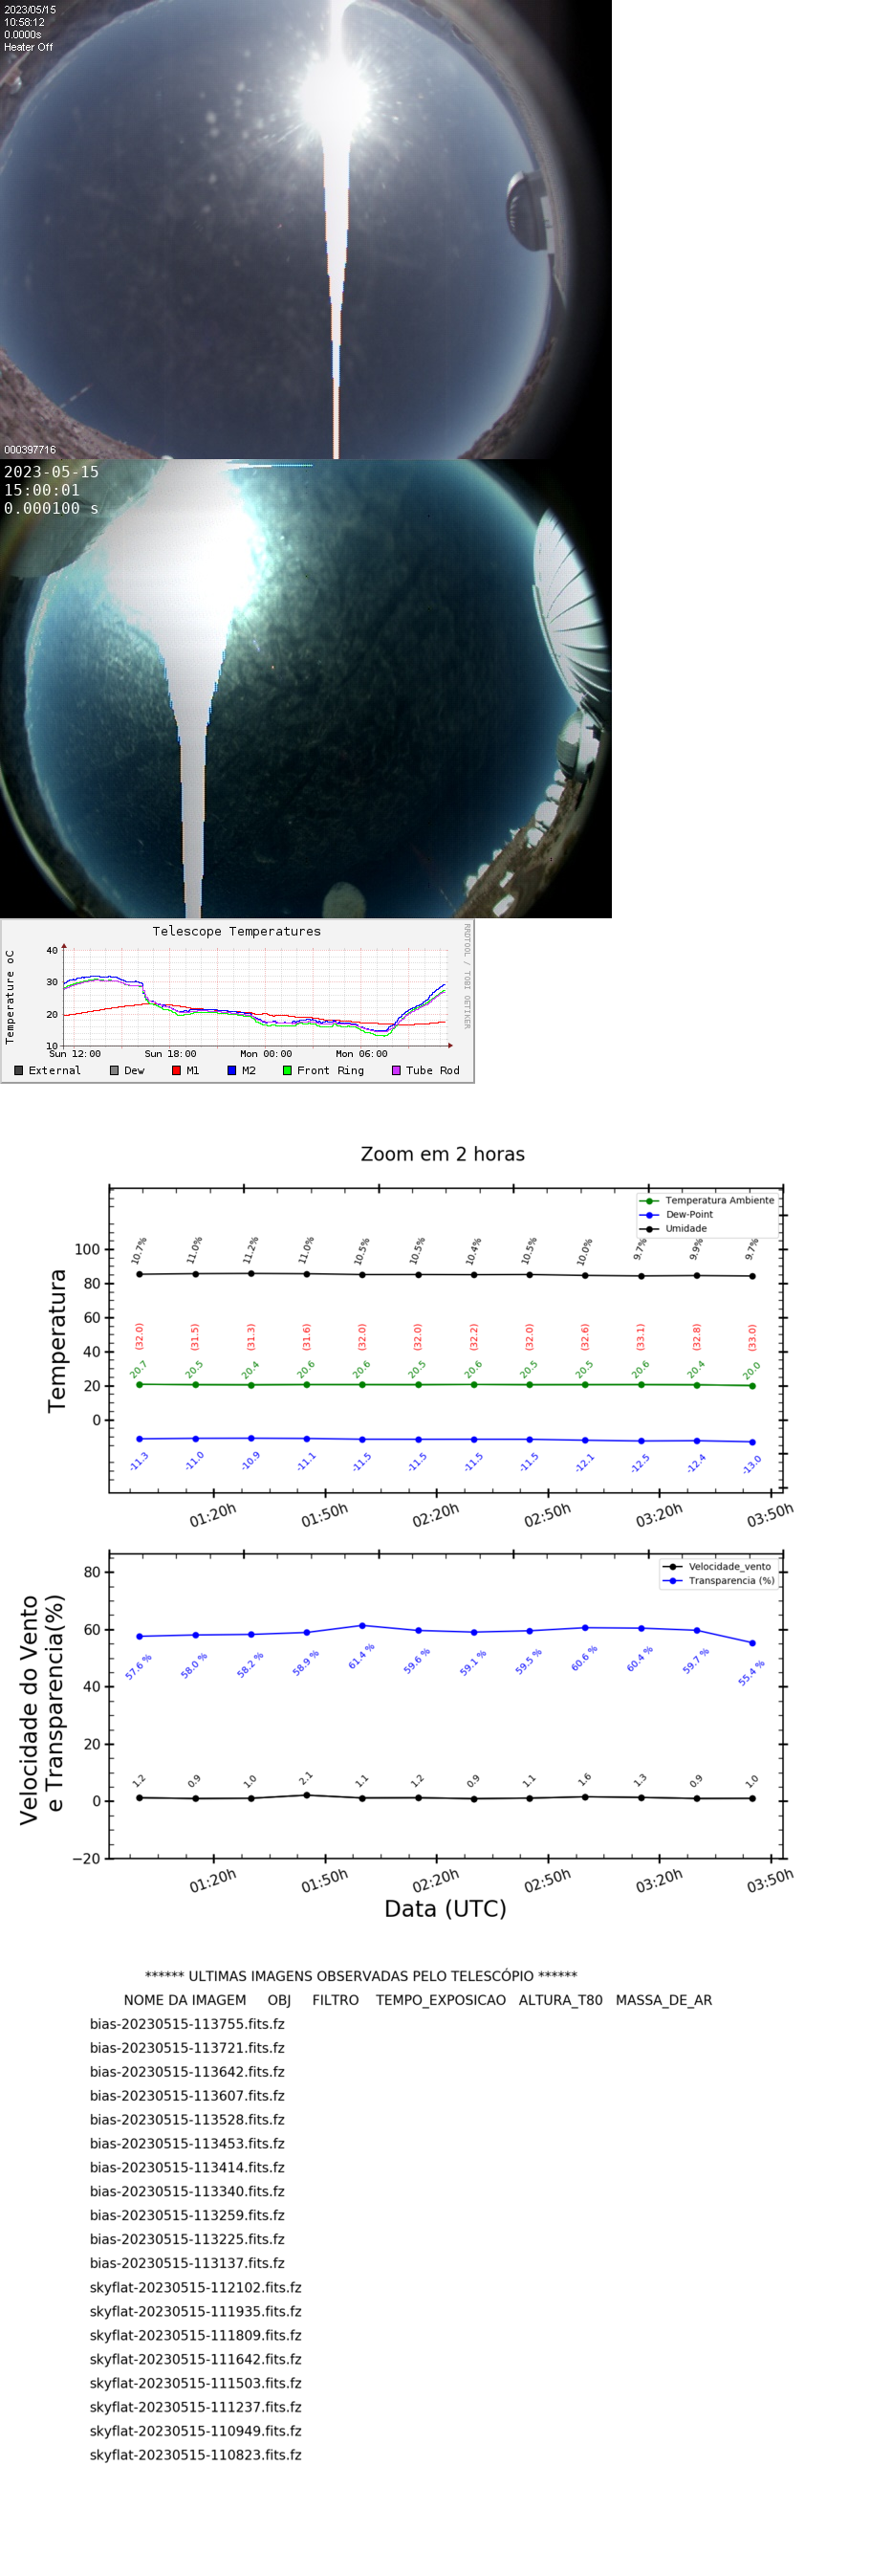 2023/05/15
10:58:12
0.0000s
Heater Off
000397716
2023-05-15
15:00:01
0.000100 s
Telescope Temperatures
RRDTOOL / TOBI OETIKER
Temperature oC
40
30
20
10
Sun 12:00 Sun 18:00 Mon 00:00 Mon 06:00
External Dew M1 M2 Front Ring Tube Rod
Zoom em 2 horas
Temperatura Ambiente
Dew-Point
Umidade
Temperatura
100
80
60
40
20
0
10.7% 11.0% 11.2% 11.0% 10.5% 10.5% 10.4% 10.5% 10.0% 9.7% 9.9% 9.7%
(32.0) (31.5) (31.3) (31.6) (32.0) (32.0) (32.2) (32.0) (32.6) (33.1) (32.8) (33.0)
20.7 20.5 20.4 20.6 20.6 20.5 20.6 20.5 20.5 20.6 20.4 20.0
-11.3 -11.0 -10.9 -11.1 -11.5 -11.5 -11.5 -11.5 -12.1 -12.5 -12.4 -13.0
01:20h 01:50h 02:20h 02:50h 03:20h 03:50h
Velocidade_vento
Transparencia (%)
Velocidade do Vento
e Transparencia(%)
80
60
40
20
0
−20
57.6 % 58.0 % 58.2 % 58.9 % 61.4 % 59.6 % 59.1 % 59.5 % 60.6 % 60.4 % 59.7 % 55.4 %
1.2 0.9 1.0 2.1 1.1 1.2 0.9 1.1 1.6 1.3 0.9 1.0
01:20h 01:50h 02:20h 02:50h 03:20h 03:50h
Data (UTC)
****** ULTIMAS IMAGENS OBSERVADAS PELO TELESCÓPIO ******
NOME DA IMAGEM OBJ FILTRO TEMPO_EXPOSICAO ALTURA_T80 MASSA_DE_AR
bias-20230515-113755.fits.fz
bias-20230515-113721.fits.fz
bias-20230515-113642.fits.fz
bias-20230515-113607.fits.fz
bias-20230515-113528.fits.fz
bias-20230515-113453.fits.fz
bias-20230515-113414.fits.fz
bias-20230515-113340.fits.fz
bias-20230515-113259.fits.fz
bias-20230515-113225.fits.fz
bias-20230515-113137.fits.fz
skyflat-20230515-112102.fits.fz
skyflat-20230515-111935.fits.fz
skyflat-20230515-111809.fits.fz
skyflat-20230515-111642.fits.fz
skyflat-20230515-111503.fits.fz
skyflat-20230515-111237.fits.fz
skyflat-20230515-110949.fits.fz
skyflat-20230515-110823.fits.fz